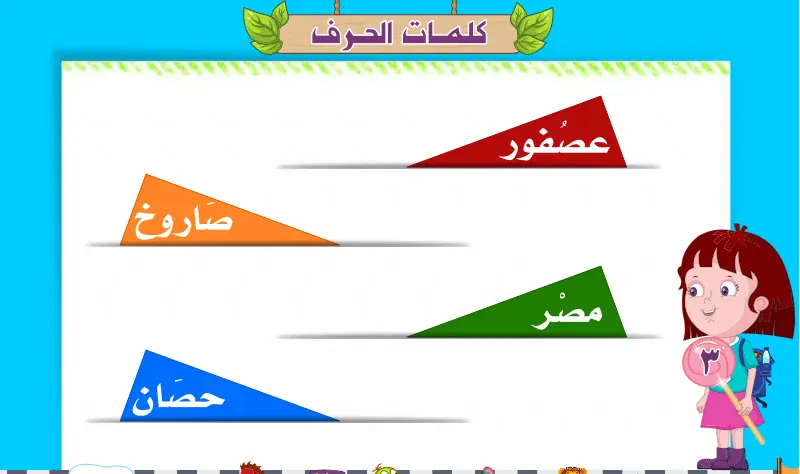 كلمات الحرف
عصُفور
صَاروخ
مصْر
حصَان
٣